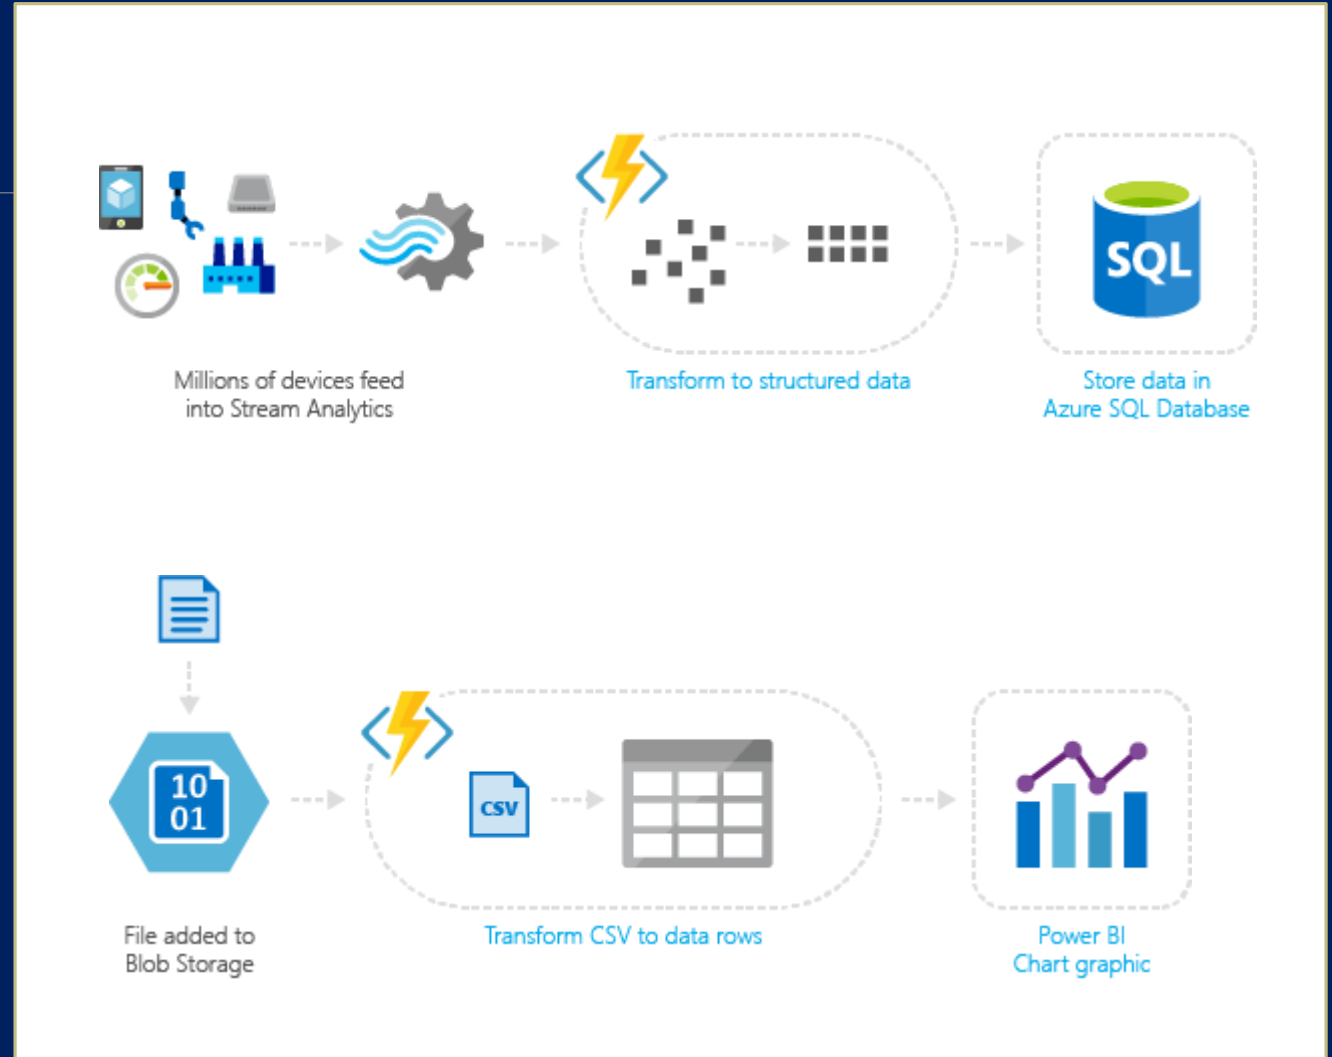 SQL
Millions of devices feed
into Stream Analytics
Transform to structured data
Store data in
Azure SQL Database
10
01
CSV
File added to
Blob Storage
Transform CSV to data rows
Power BI
Chart graphic